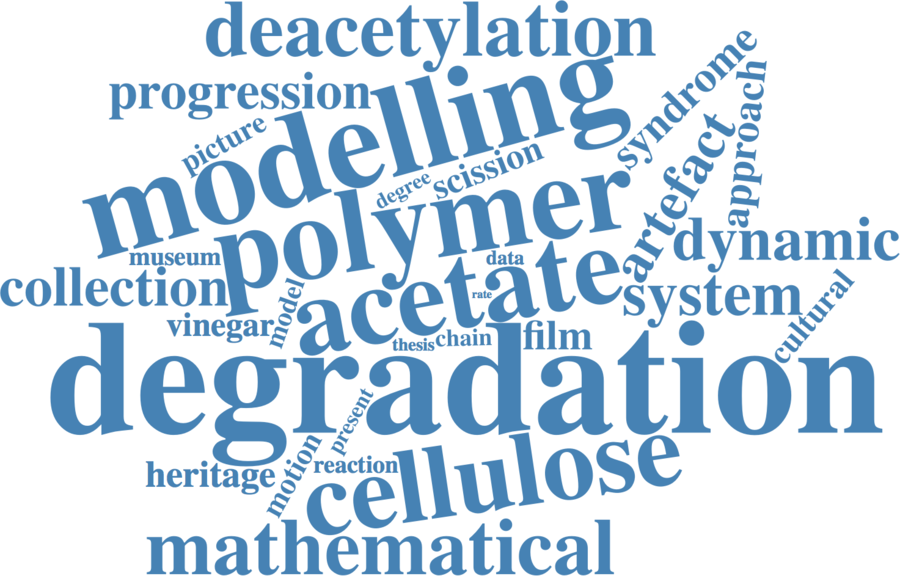 deacetylation
progression
syndrome
approach
modelling
picture
scission
degree
artefact
polymer
dynamic
museum
data
collection
acetate
rate
system
model
vinegar
cultural
thesis
chain
film
degradation
present
motion
heritage
reaction
cellulose
mathematical